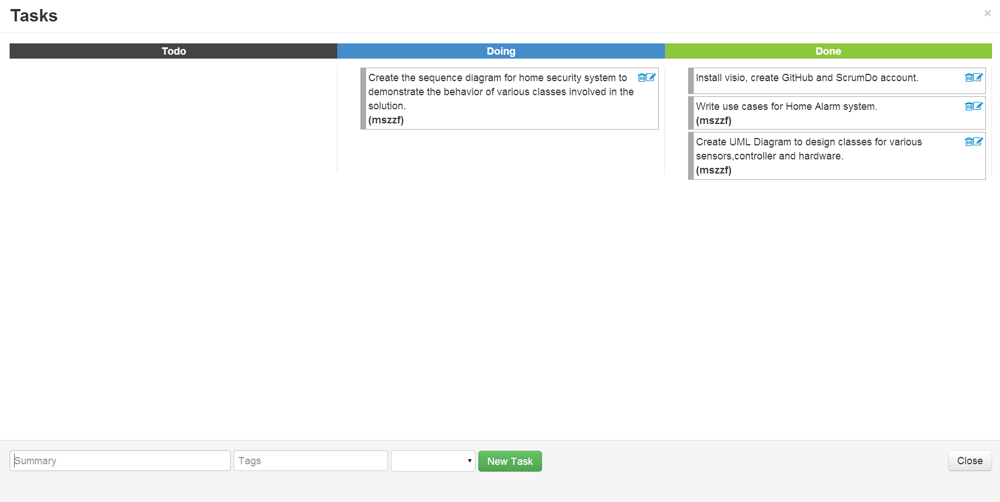 Tasks
×
Todo
Doing
Done
Create the sequence diagram for home security system to
demonstrate the behavior of various classes involved in the
solution.
(mszzf)
Install visio, create GitHub and ScrumDo account.
Write use cases for Home Alarm system.
(mszzf)
Create UML Diagram to design classes for various
sensors,controller and hardware.
(mszzf)
Summary
Tags
New Task
Close